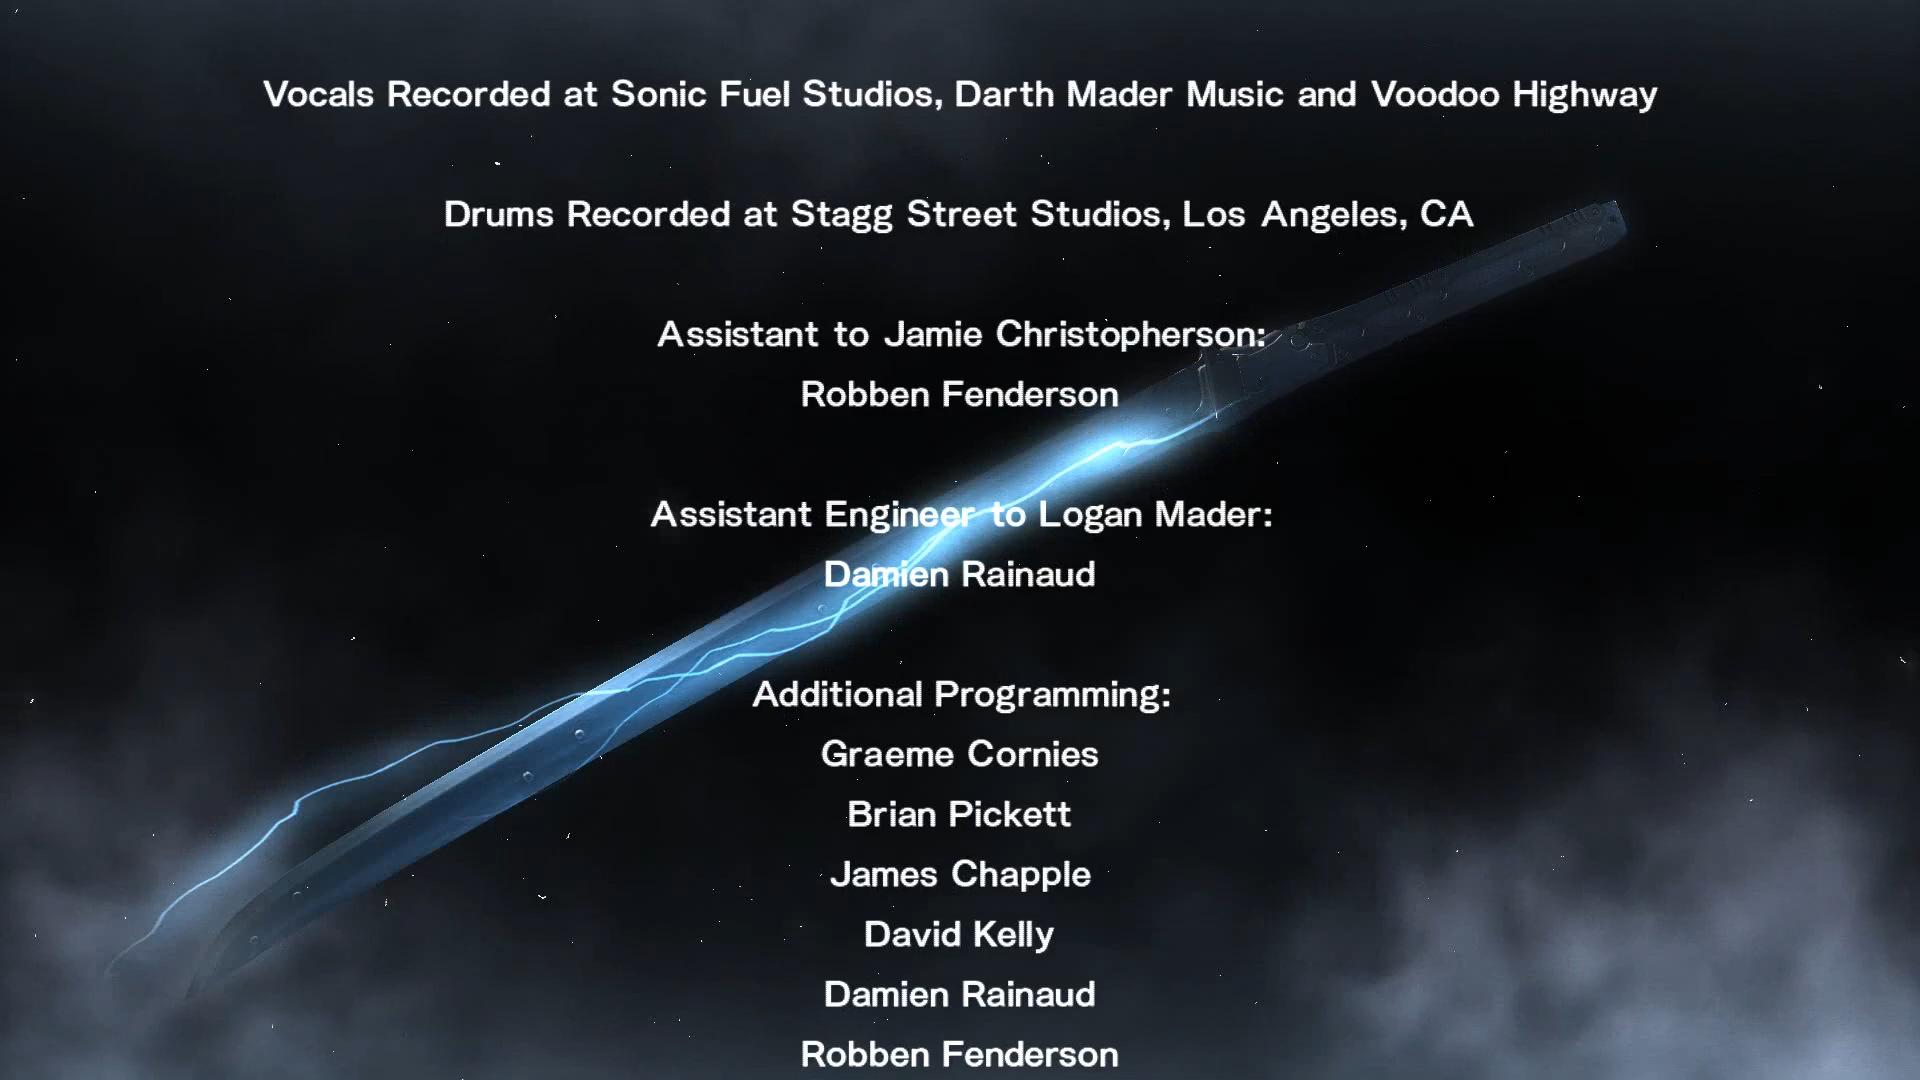 Vocals Recorded at Sonic Fuel Studios, Darth Mader Music and Voodoo Highway
Drums Recorded at Stagg Street Studios, Los Angeles, CA
Assistant to Jamie Christopherson:
Robben Fenderson
Assistant Engineer to Logan Mader:
Damien Rainaud
Additional Programming:
Graeme Cornies
Brian Pickett
James Chapple
David Kelly
Damien Rainaud
Robben Fenderson